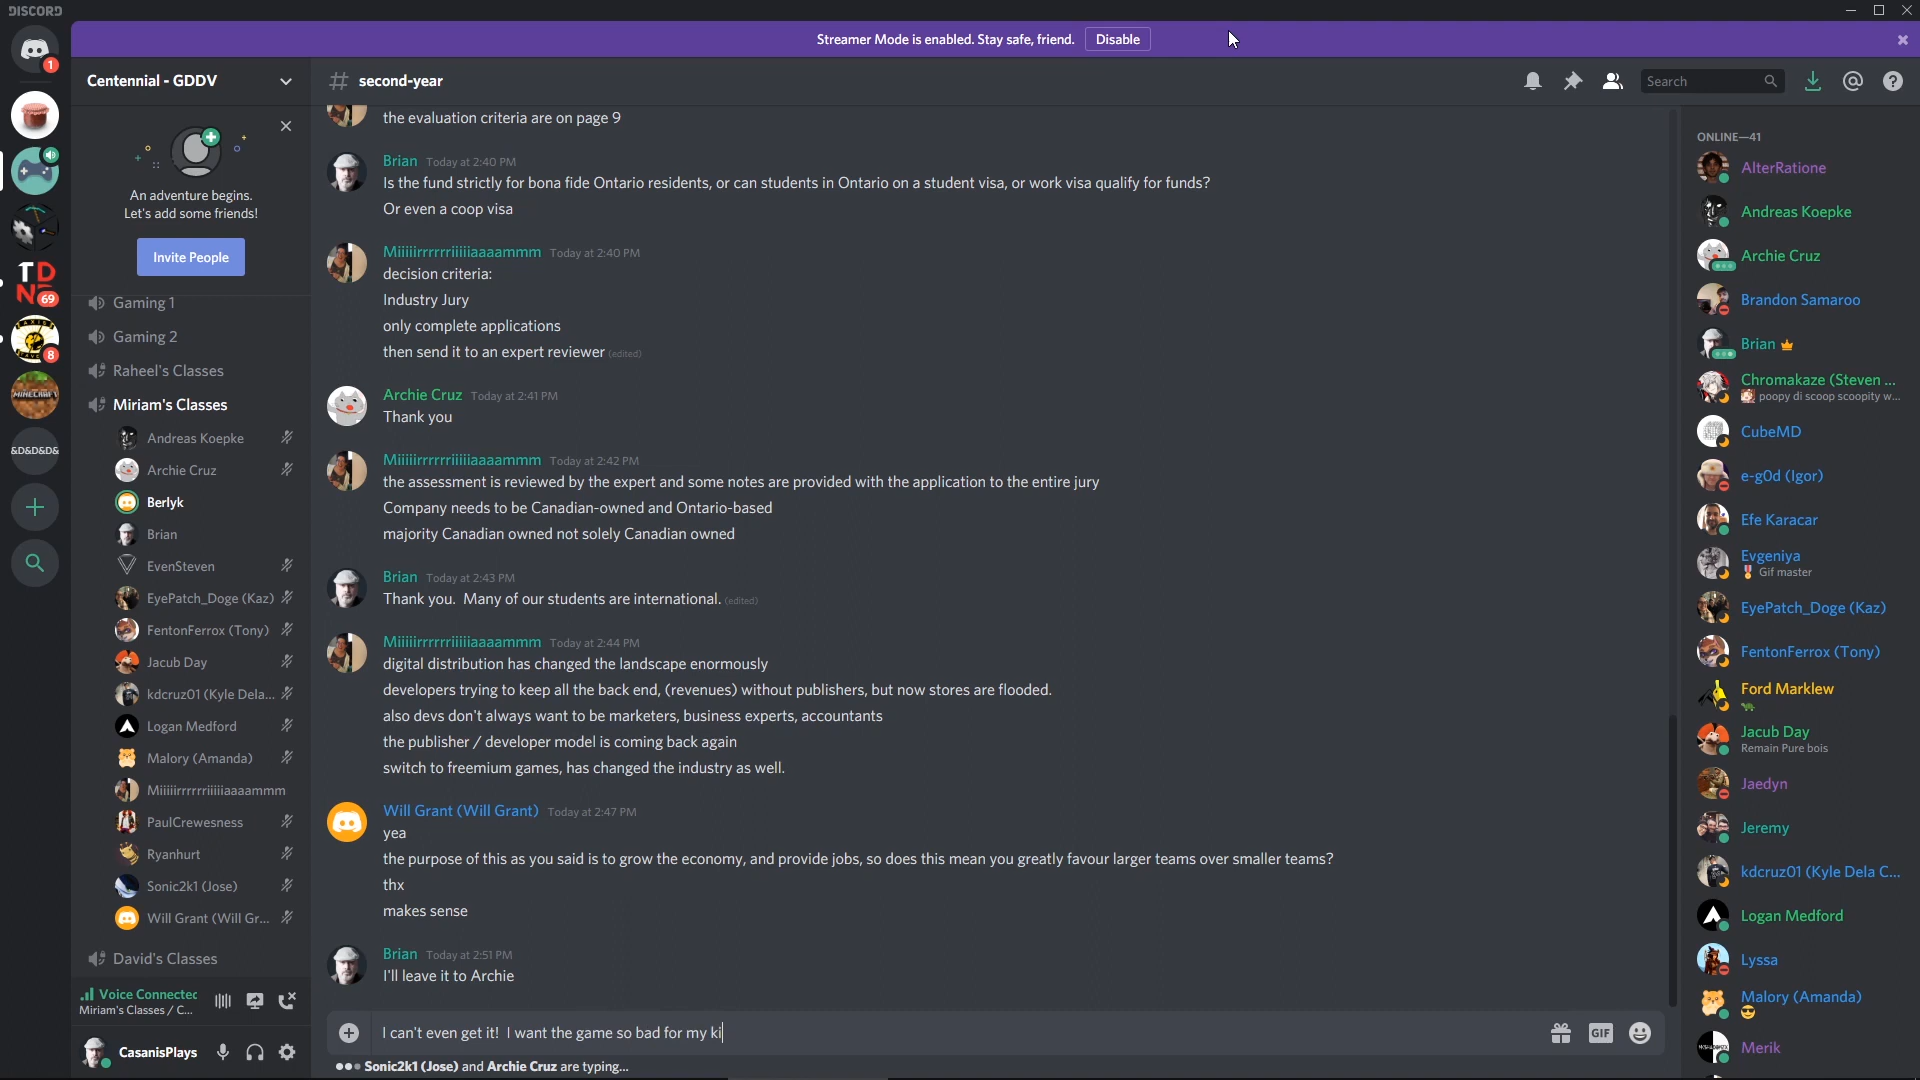 DISCORD
Streamer Mode is enabled. Stay safe, friend.
Disable
1
69
8
MINECRAFT
&D&D&D&
Centennial - GDDV
An adventure begins.
Let's add some friends!
Invite People
Gaming 1
Gaming 2
Raheel's Classes
Miriam's Classes
Andreas Koepke
Archie Cruz
Berlyk
Brian
EvenSteven
EyePatch_Doge (Kaz)
FentonFerrox (Tony)
Jacub Day
kdcruz01 (Kyle Dela...
Logan Medford
Malory (Amanda)
Miiiiirrrrrriiiiiaaaammm
PaulCrewesness
Ryanhurt
Sonic2k1 (Jose)
Will Grant (Will Gr...
David's Classes
Voice Connected
Miriam's Classes / C...
CasanisPlays
# second-year
Search
the evaluation criteria are on page 9
Brian Today at 2:40 PM
Is the fund strictly for bona fide Ontario residents, or can students in Ontario on a student visa, or work visa qualify for funds?
Or even a coop visa
Miiiiirrrrrriiiiiaaaammm Today at 2:40 PM
decision criteria:
Industry Jury
only complete applications
then send it to an expert reviewer (edited)
Archie Cruz Today at 2:41 PM
Thank you
Miiiiirrrrrriiiiiaaaammm Today at 2:42 PM
the assessment is reviewed by the expert and some notes are provided with the application to the entire jury
Company needs to be Canadian-owned and Ontario-based
majority Canadian owned not solely Canadian owned
Brian Today at 2:43 PM
Thank you.  Many of our students are international. (edited)
Miiiiirrrrrriiiiiaaaammm Today at 2:44 PM
digital distribution has changed the landscape enormously
developers trying to keep all the back end, (revenues) without publishers, but now stores are flooded.
also devs don't always want to be marketers, business experts, accountants
the publisher / developer model is coming back again
switch to freemium games, has changed the industry as well.
Will Grant (Will Grant) Today at 2:47 PM
yea
the purpose of this as you said is to grow the economy, and provide jobs, so does this mean you greatly favour larger teams over smaller teams?
thx
makes sense
Brian Today at 2:51 PM
I'll leave it to Archie
I can't even get it!  I want the game so bad for my ki
GIF
Sonic2k1 (Jose) and Archie Cruz are typing...
ONLINE—41
AlterRatione
Andreas Koepke
Archie Cruz
Brandon Samaroo
Brian
Chromakaze (Steven ...
poopy di scoop scoopity w...
CubeMD
e-g0d (Igor)
Efe Karacar
Evgeniya
Gif master
EyePatch_Doge (Kaz)
FentonFerrox (Tony)
Ford Marklew
Jacub Day
Remain Pure bois
Jaedyn
Jeremy
kdcruz01 (Kyle Dela C...
Logan Medford
Lyssa
Malory (Amanda)
Merik